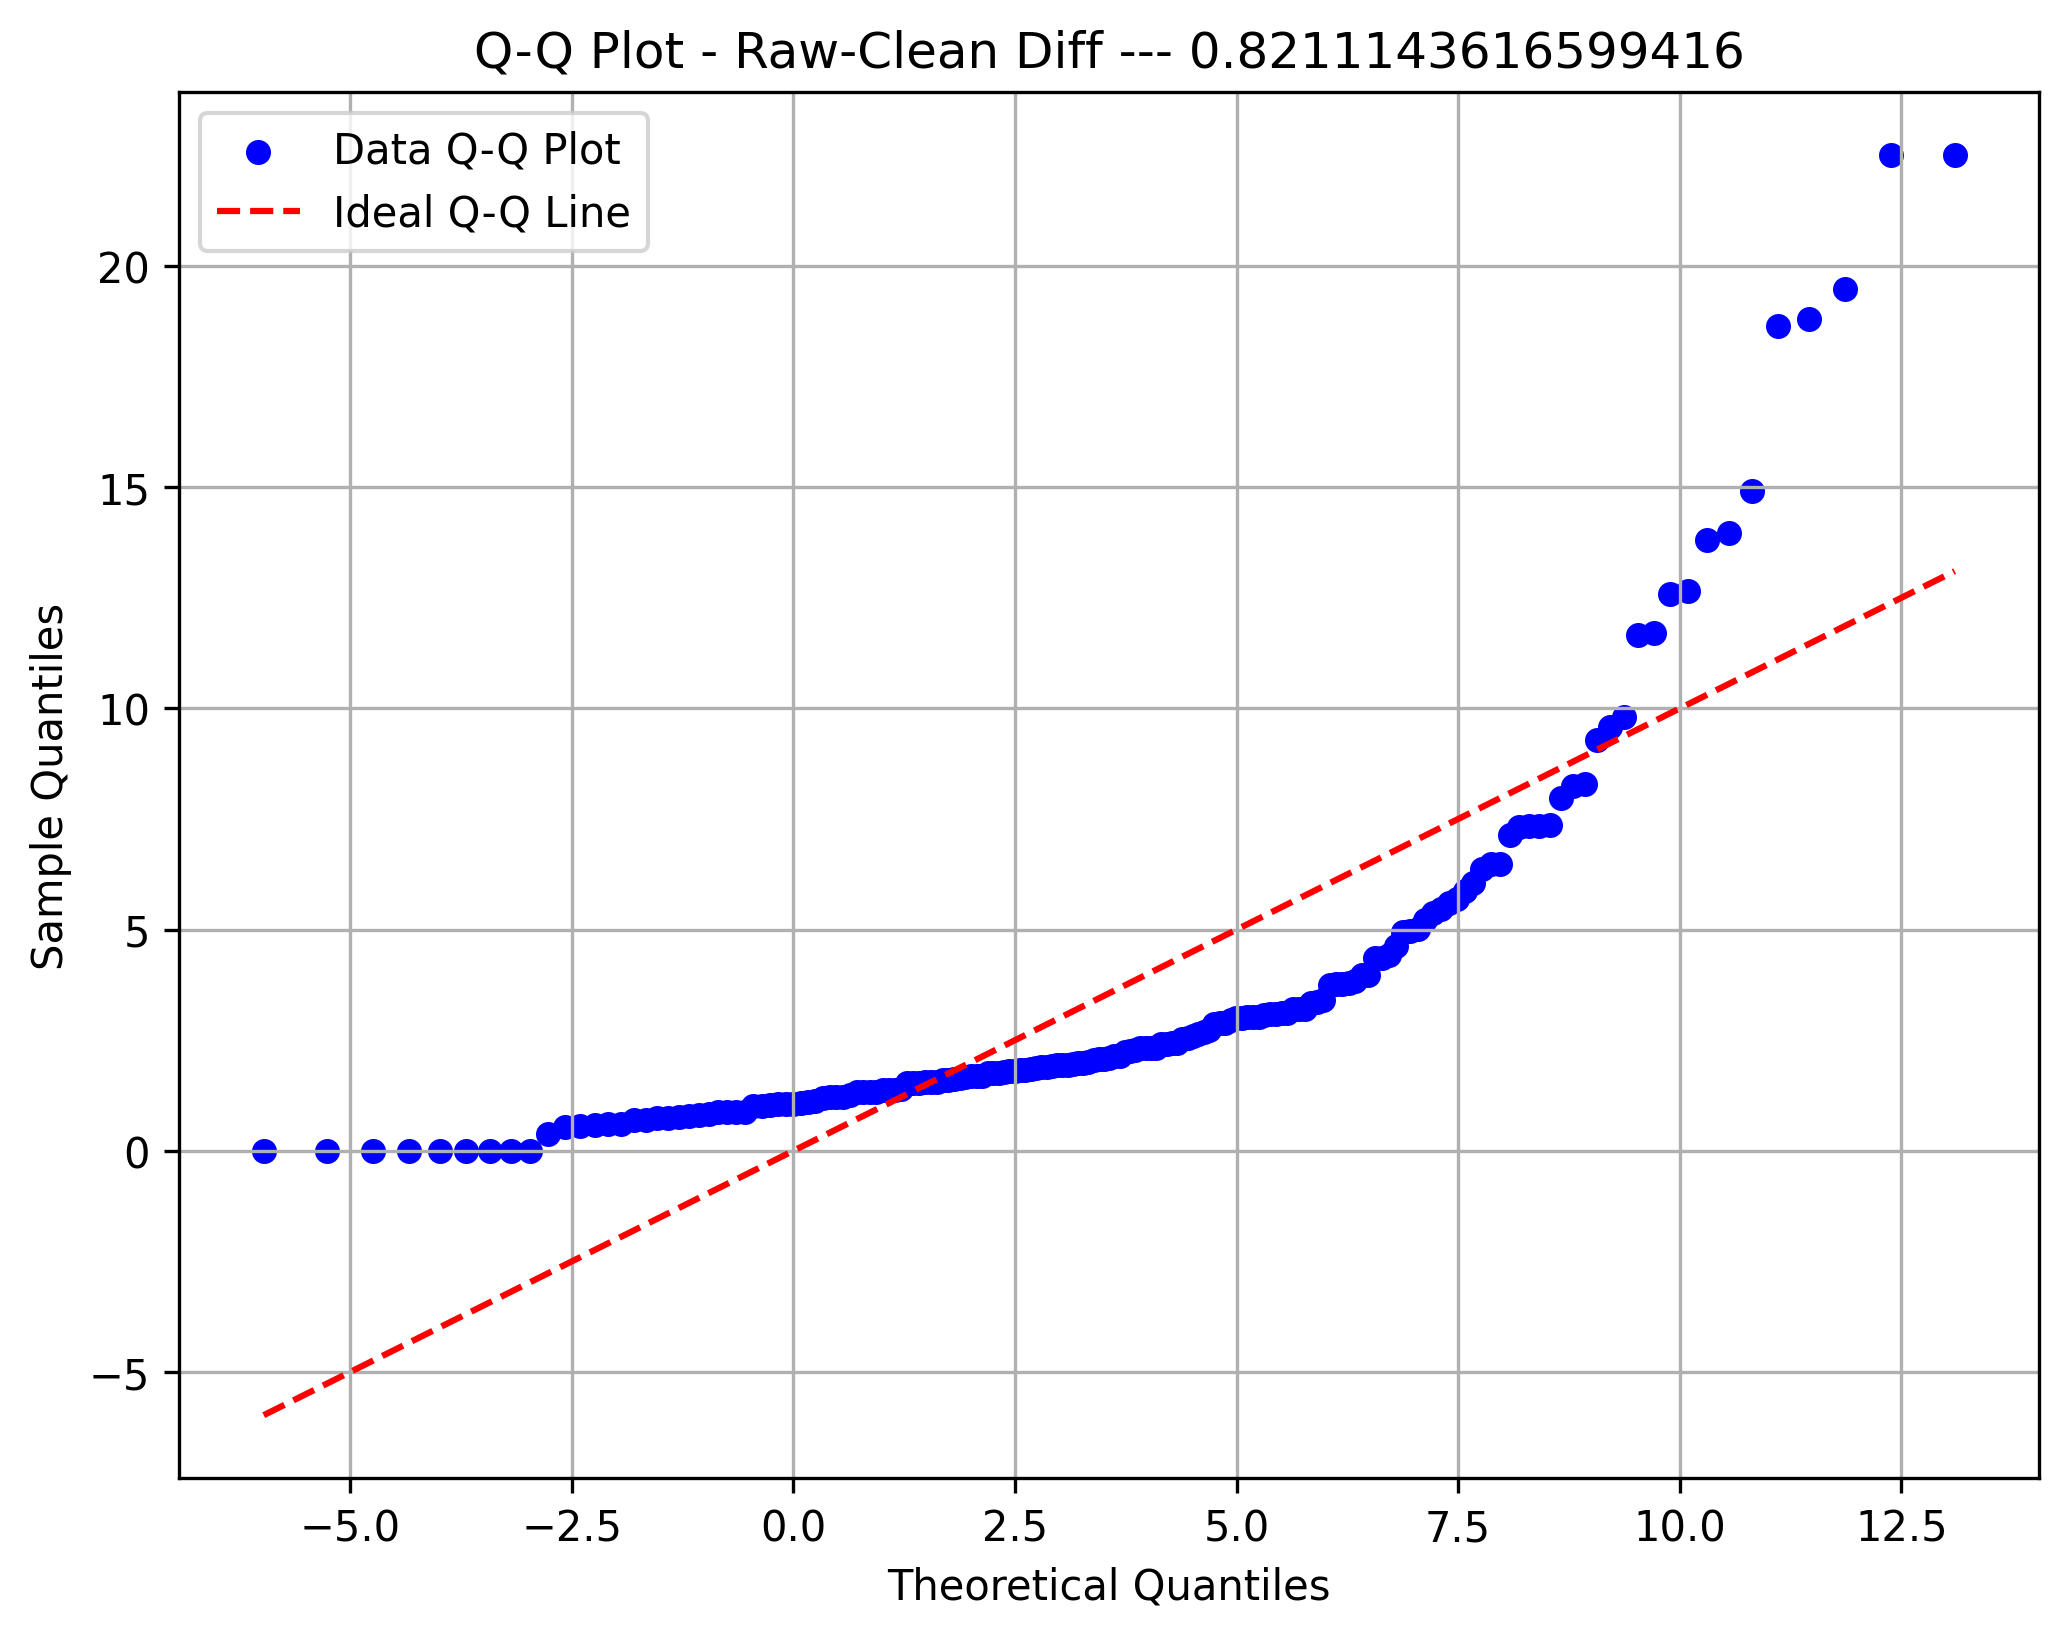 Q-Q Plot - Raw-Clean Diff --- 0.8211143616599416
Data Q-Q Plot
Ideal Q-Q Line
Sample Quantiles
20
15
10
5
0
−5
−5.0 −2.5 0.0 2.5 5.0 7.5 10.0 12.5
Theoretical Quantiles